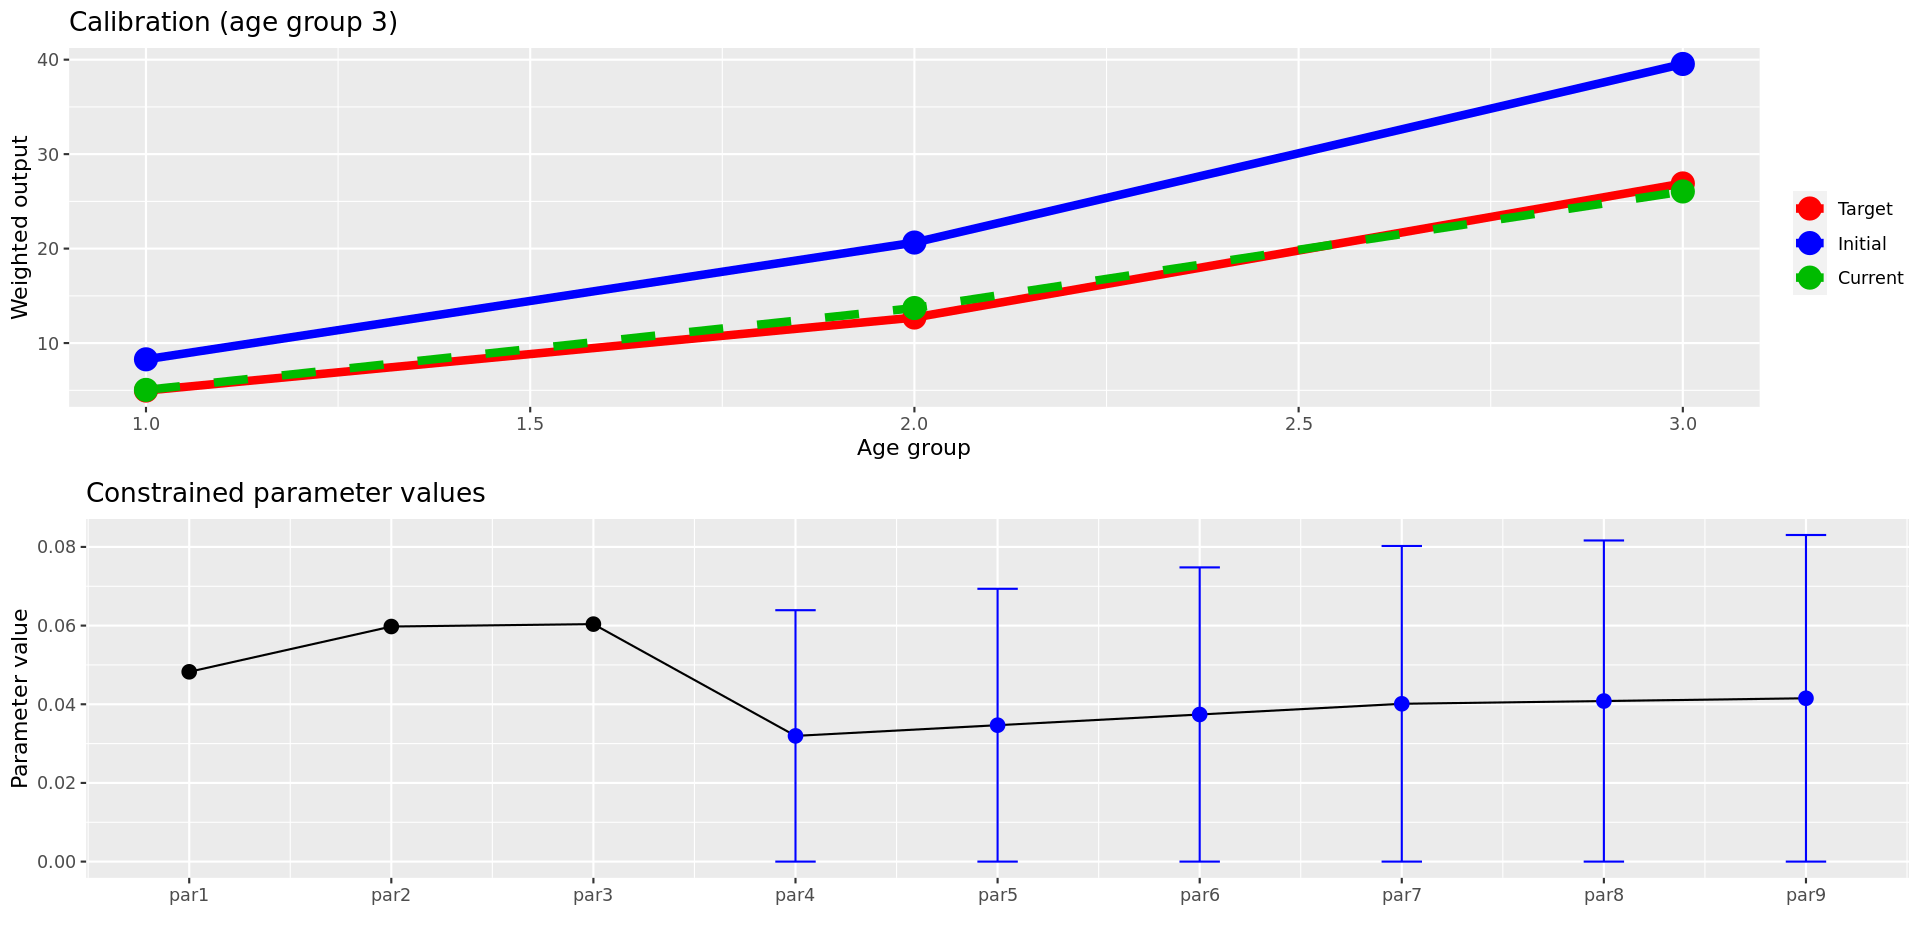 Calibration (age group 3)
40
30
20
10
Weighted output
1.0 1.5 2.0 2.5 3.0
Age group
Target
Initial
Current
Constrained parameter values
0.08
0.06
0.04
0.02
0.00
Parameter value
par1 par2 par3 par4 par5 par6 par7 par8 par9